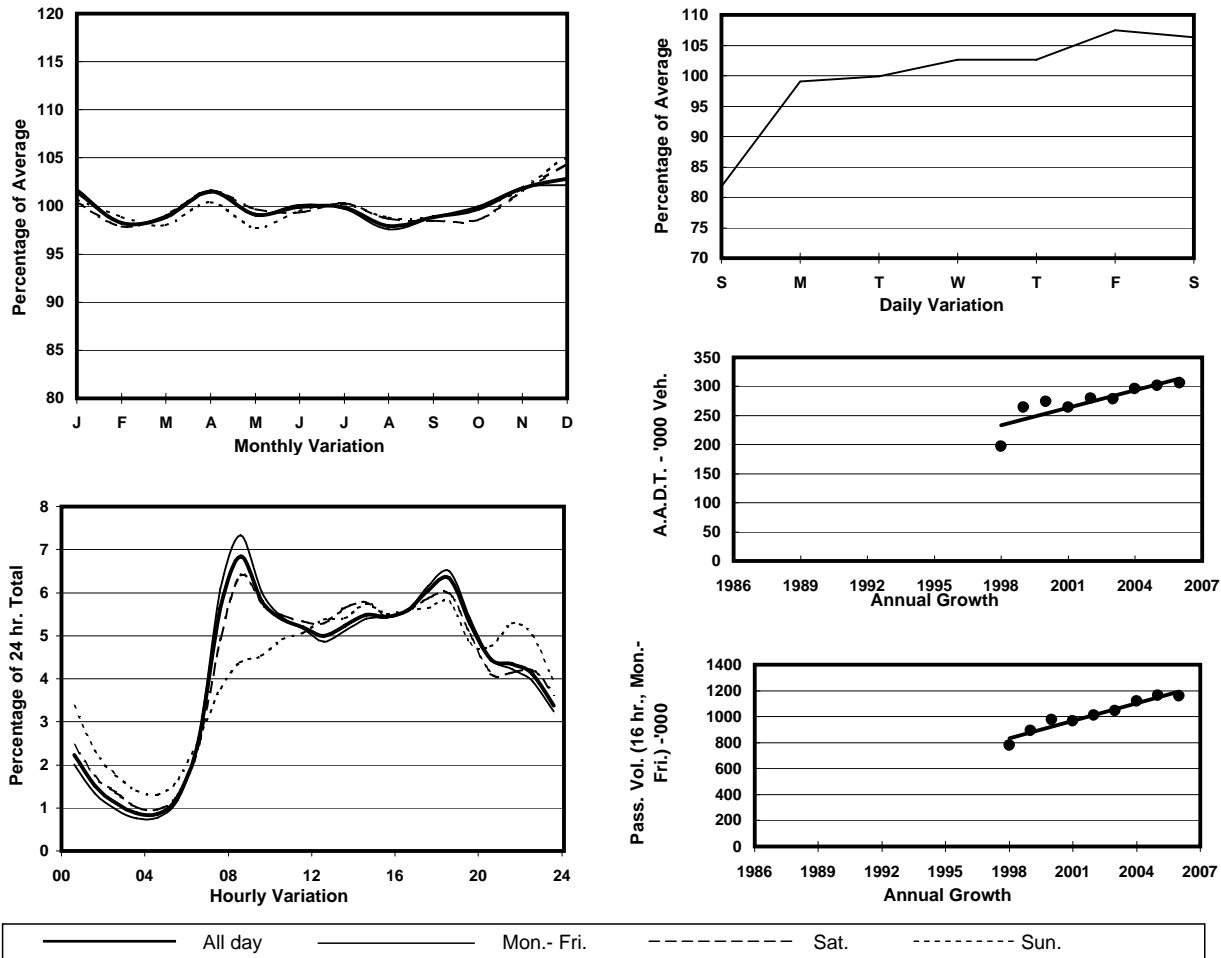 Percentage of Average
120
115
110
105
100
95
90
85
80
J F M A M J J A S O N D
Monthly Variation
Percentage of Average
110
105
100
95
90
85
80
75
70
S M T W T F S
Daily Variation
A.A.D.T. - '000 Veh.
350
300
250
200
150
100
50
0
1986 1989 1992 1995 1998 2001 2004 2007
Annual Growth
Percentage of 24 hr. Total
8
7
6
5
4
3
2
1
0
00 04 08 12 16 20 24
Hourly Variation
Pass. Vol. (16 hr., Mon.-
Fri.) -'000
1400
1200
1000
800
600
400
200
0
1986 1989 1992 1995 1998 2001 2004 2007
Annual Growth
All day Mon.- Fri. Sat. Sun.